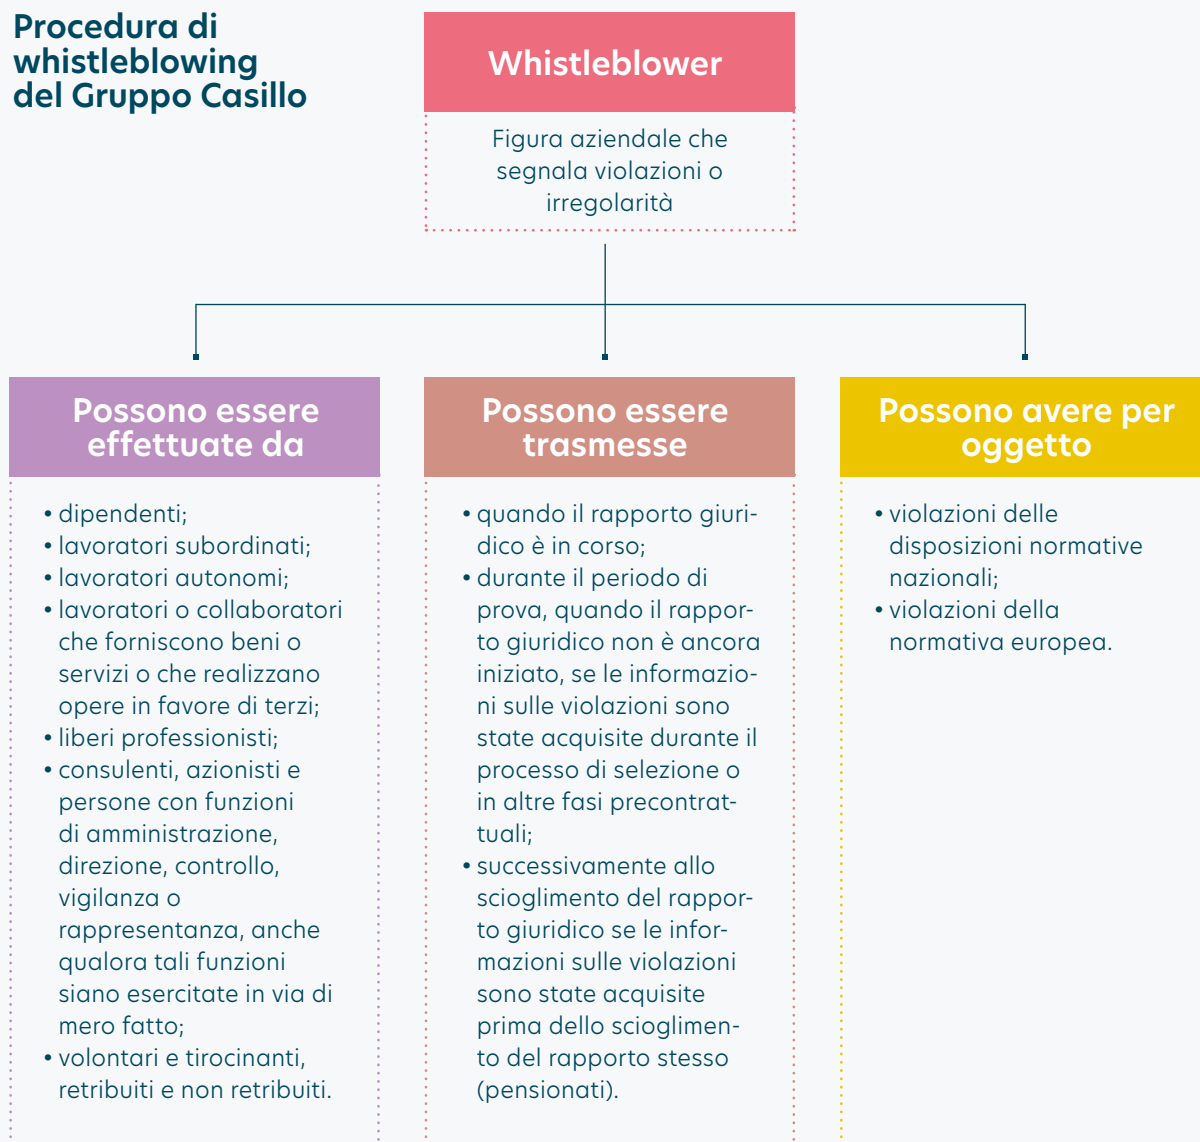 Procedura di
whistleblowing
del Gruppo Casillo
Whistleblower
Figura aziendale che
segnala violazioni o
irregolarità
Possono essere
effettuate da
• dipendenti;
• lavoratori subordinati;
• lavoratori autonomi;
• lavoratori o collaboratori
che forniscono beni o
servizi o che realizzano
opere in favore di terzi;
• liberi professionisti;
• consulenti, azionisti e
persone con funzioni
di amministrazione,
direzione, controllo,
vigilanza o
rappresentanza, anche
qualora tali funzioni
siano esercitate in via di
mero fatto;
• volontari e tirocinanti,
retribuiti e non retribuiti.
Possono essere
trasmesse
• quando il rapporto giuri-
dico è in corso;
• durante il periodo di
prova, quando il rappor-
to giuridico non è ancora
iniziato, se le informazio-
ni sulle violazioni sono
state acquisite durante il
processo di selezione o
in altre fasi precontrat-
tuali;
• successivamente allo
scioglimento del rappor-
to giuridico se le infor-
mazioni sulle violazioni
sono state acquisite
prima dello scioglimen-
to del rapporto stesso
(pensionati).
Possono avere per
oggetto
• violazioni delle
disposizioni normative
nazionali;
• violazioni della
normativa europea.